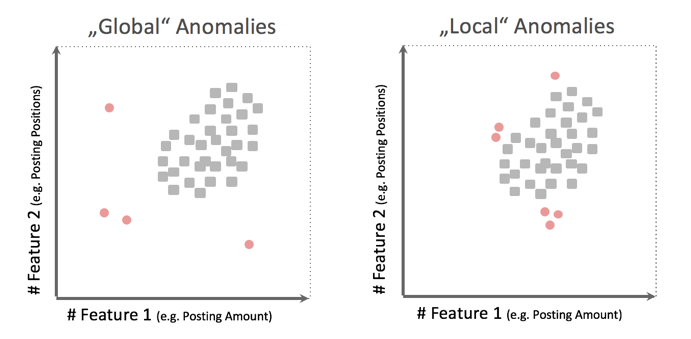 „Global“ Anomalies
# Feature 2 (e.g. Posting Positions)
# Feature 1 (e.g. Posting Amount)
„Local“ Anomalies
# Feature 2 (e.g. Posting Positions)
# Feature 1 (e.g. Posting Amount)